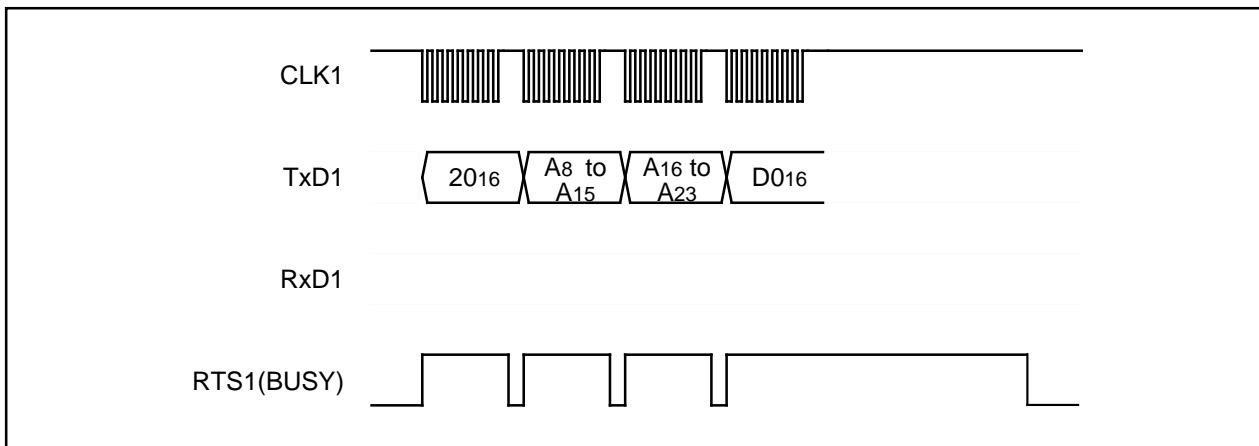 CLK1
TxD1
2016
A8 to
A15
A16 to
A23
D016
RxD1
RTS1(BUSY)